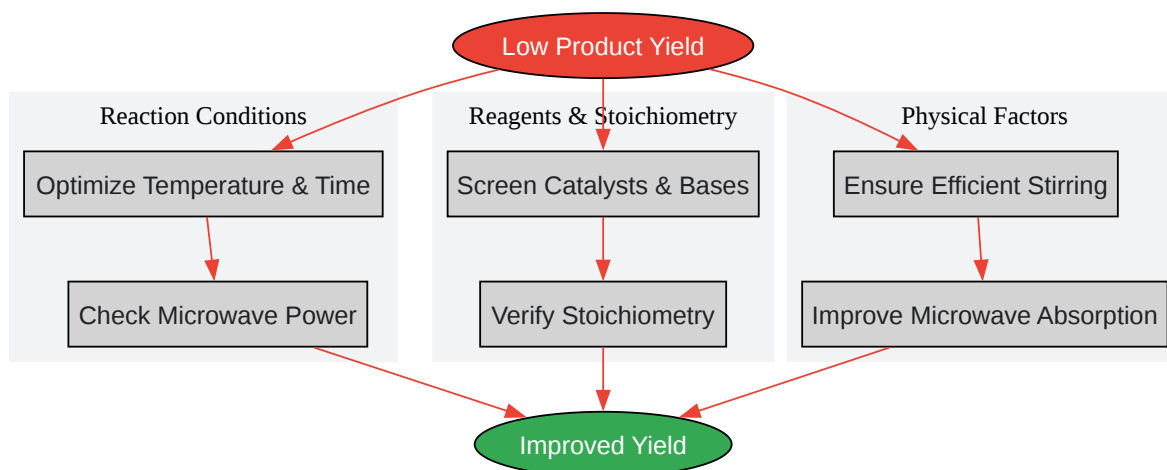 Low Product Yield
Reaction Conditions
Reagents & Stoichiometry
Physical Factors
Optimize Temperature & Time
Screen Catalysts & Bases
Ensure Efficient Stirring
Check Microwave Power
Verify Stoichiometry
Improve Microwave Absorption
Improved Yield